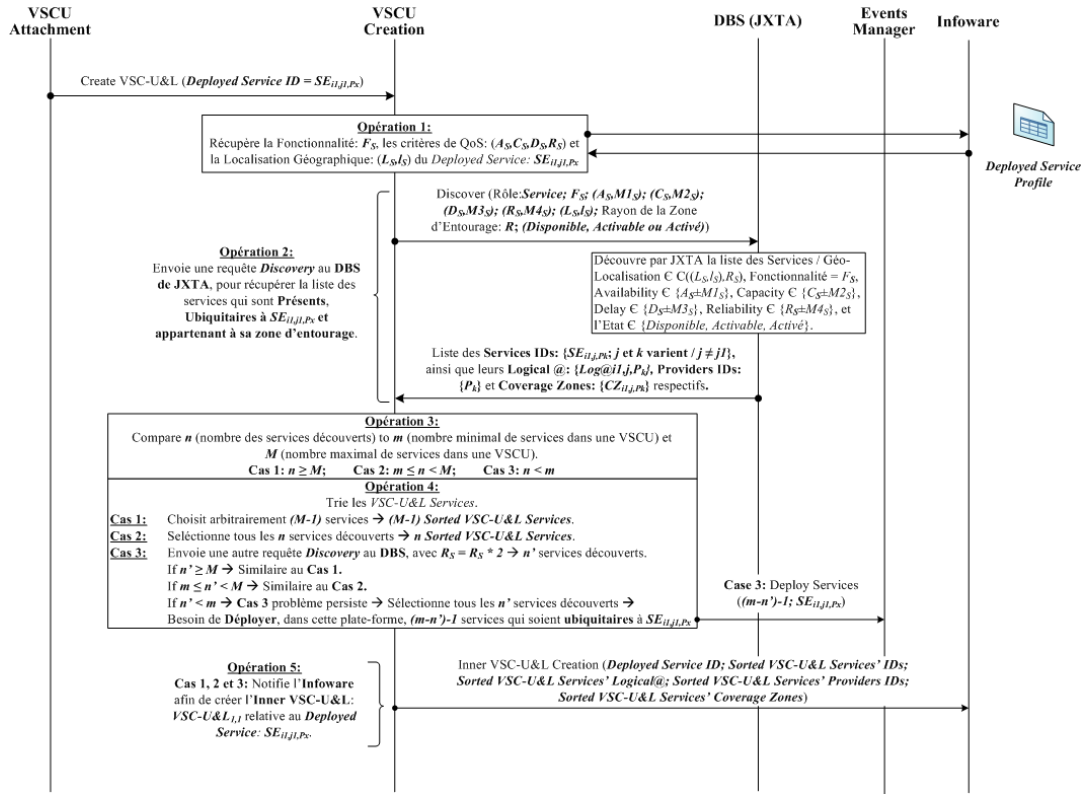 VSCU
Attachment
VSCU
Creation
DBS (JXTA)
Events
Manager
Infoware
Create VSC-U&L (Deployed Service ID = SEi1,j1,Px)
Opération 1:
Récupère la Fonctionnalité: FS, les critères de QoS: (AS,CS,DS,RS) et
la Localisation Géographique: (LS,lS) du Deployed Service: SEi1,j1,Px
Deployed Service
Profile
Discover (Rôle:Service; FS; (AS,M1S); (CS,M2S);
(DS,M3S); (RS,M4S); (LS,lS); Rayon de la Zone
d'Entourage: R; (Disponible, Activable ou Activé))
Opération 2:
Envoie une requête Discovery au DBS
de JXTA, pour récupérer la liste des
services qui sont Présents,
Ubiquitaires à SEi1,j1,Px et
appartenant à sa zone d'entourage.
Découvre par JXTA la liste des Services / Géo-
Localisation Є C((LS,lS).RS), Fonctionnalité = FS,
Availability Є {AS±M1S}, Capacity Є {CS±M2S},
Delay Є {DS±M3S}, Reliability Є {RS±M4S}, et
l'Etat Є {Disponible, Activable, Activé}.
Liste des Services IDs: {SEi1,j,Pk; j et k varient / j ≠ j1},
ainsi que leurs Logical @: {Log@i1,j,Pk}, Providers IDs:
{Pk} et Coverage Zones: {CZi1,j,Pk} respectifs.
Opération 3:
Compare n (nombre des services découverts) to m (nombre minimal de services dans une VSCU) et
M (nombre maximal de services dans une VSCU).
Cas 1: n ≥ M; Cas 2: m ≤ n < M; Cas 3: n < m
Opération 4:
Trie les VSC-U&L Services.
Cas 1: Choisit arbitrairement (M-1) services → (M-1) Sorted VSC-U&L Services.
Cas 2: Seléctionne tous les n services découverts → n Sorted VSC-U&L Services.
Cas 3: Envoie une autre requête Discovery au DBS, avec RS = RS * 2 → n' services découverts.
If n' ≥ M → Similaire au Cas 1.
If m ≤ n' < M → Similaire au Cas 2.
If n' < m → Cas 3 problème persiste → Sélectionne tous les n' services découverts →
Besoin de Déployer, dans cette plate-forme, (m-n')-1 services qui soient ubiquitaires à SEi1,j1,Px
Case 3: Deploy Services
((m-n')-1; SEi1,j1,Px)
Opération 5:
Cas 1, 2 et 3: Notifie l'Infoware
afin de créer l'Inner VSC-U&L:
VSC-U&L1,1 relative au Deployed
Service: SEi1,j1,Px.
Inner VSC-U&L Creation (Deployed Service ID; Sorted VSC-U&L Services' IDs;
Sorted VSC-U&L Services' Logical@; Sorted VSC-U&L Services' Providers IDs;
Sorted VSC-U&L Services' Coverage Zones)